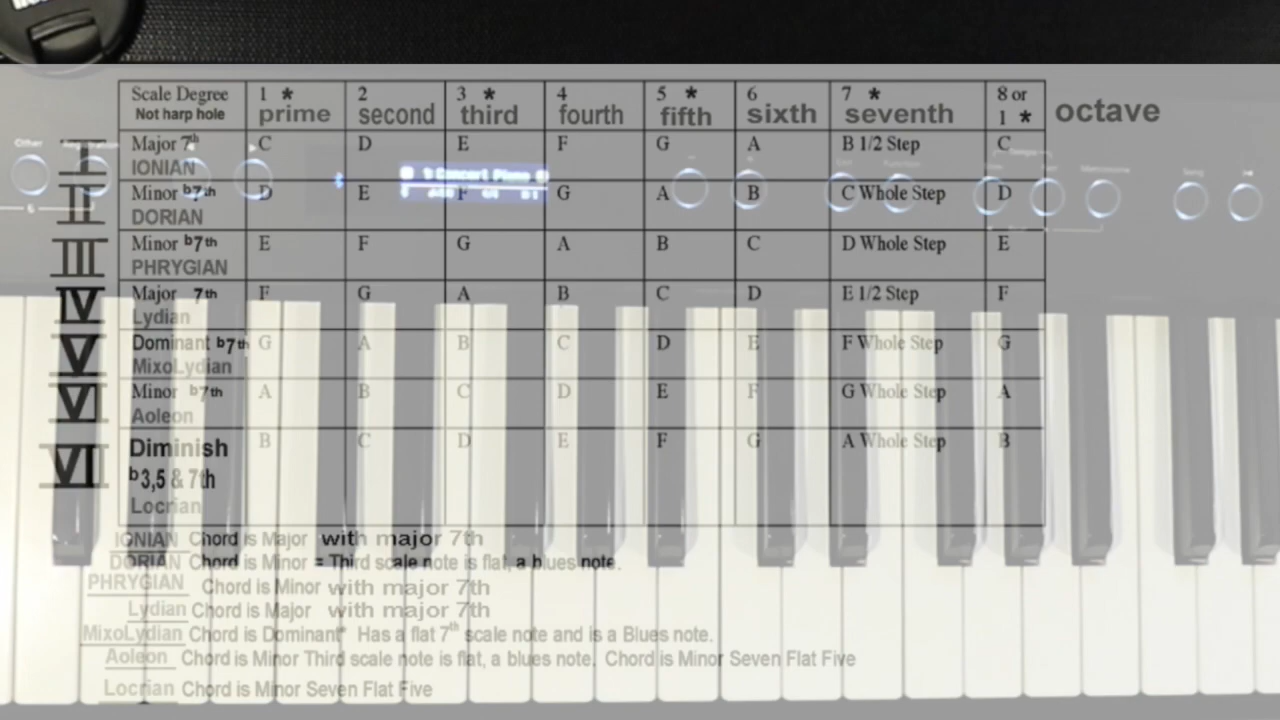 Scale Degree 1 * 2 3 * 4 5 * 6 7 * 8 or
Not harp hole prime second third fourth fifth sixth seventh 1 * octave
I Major 7th C D E F G A B 1/2 Step C
IONIAN
II Minor b7th D E F G A B C Whole Step D
DORIAN
III Minor b7th E F G A B C D Whole Step E
PHRYGIAN
IV Major 7th F G A B C D E 1/2 Step F
Lydian
V Dominant b7th G A B C D E F Whole Step G
MixoLydian
VI Minor b7th A B C D E F G Whole Step A
Aoleon
VI Diminish B C D E F G A Whole Step B
b3,5 & 7th
Locrian
IONIAN Chord is Major with major 7th
DORIAN Chord is Minor = Third scale note is flat, a blues note.
PHRYGIAN Chord is Minor with major 7th
Lydian Chord is Major with major 7th
MixoLydian Chord is Dominant" Has a flat 7th scale note and is a Blues note.
Aoleon Chord is Minor Third scale note is flat, a blues note. Chord is Minor Seven Flat Five
Locrian Chord is Minor Seven Flat Five
Other
Concert Piano
Metronome
Song